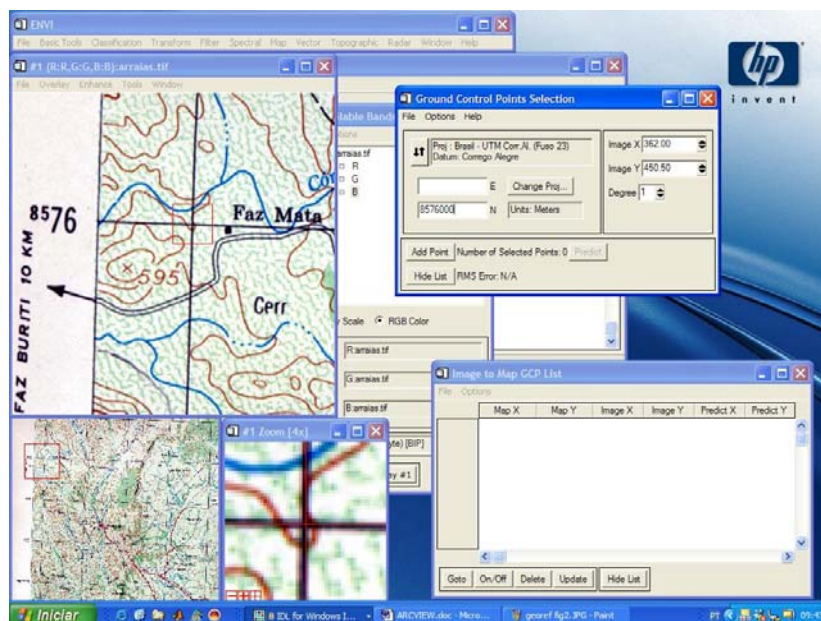 ENVI
File Basic Tools Classification Transform Filter Spectral Map Vector Topographic Radar Window Help
#1 (R:R,G:G,B:B):arraias.tif
File Overlay Enhance Tools Window
8576
FAZ BURITI 10 KM
595
Faz Mata
Cerr
Available Band
arraias.tif
R
G
B
Scale RGB Color
R:arraias.tif
G:arraias.tif
B:arraias.tif
[BIP]
#1
Ground Control Points Selection
File Options Help
Proj : Brasil - UTM Corr.Al. (Fuso 23)
Datum: Corrego Alegre
E Change Proj...
8576000 N Units: Meters
Image X 362.00
Image Y 450.50
Degree 1
Add Point Number of Selected Points: 0 Predict
Hide List RMS Error: N/A
hp
invent
Image to Map GCP List
File Options
Map X Map Y Image X Image Y Predict X Predict Y
Goto On/Off Delete Update Hide List
#1 Zoom [4x]
Iniciar
8 IDL for Windows I...
ARCVIEW.doc - Micro...
georef fig2.JPG - Paint
PT